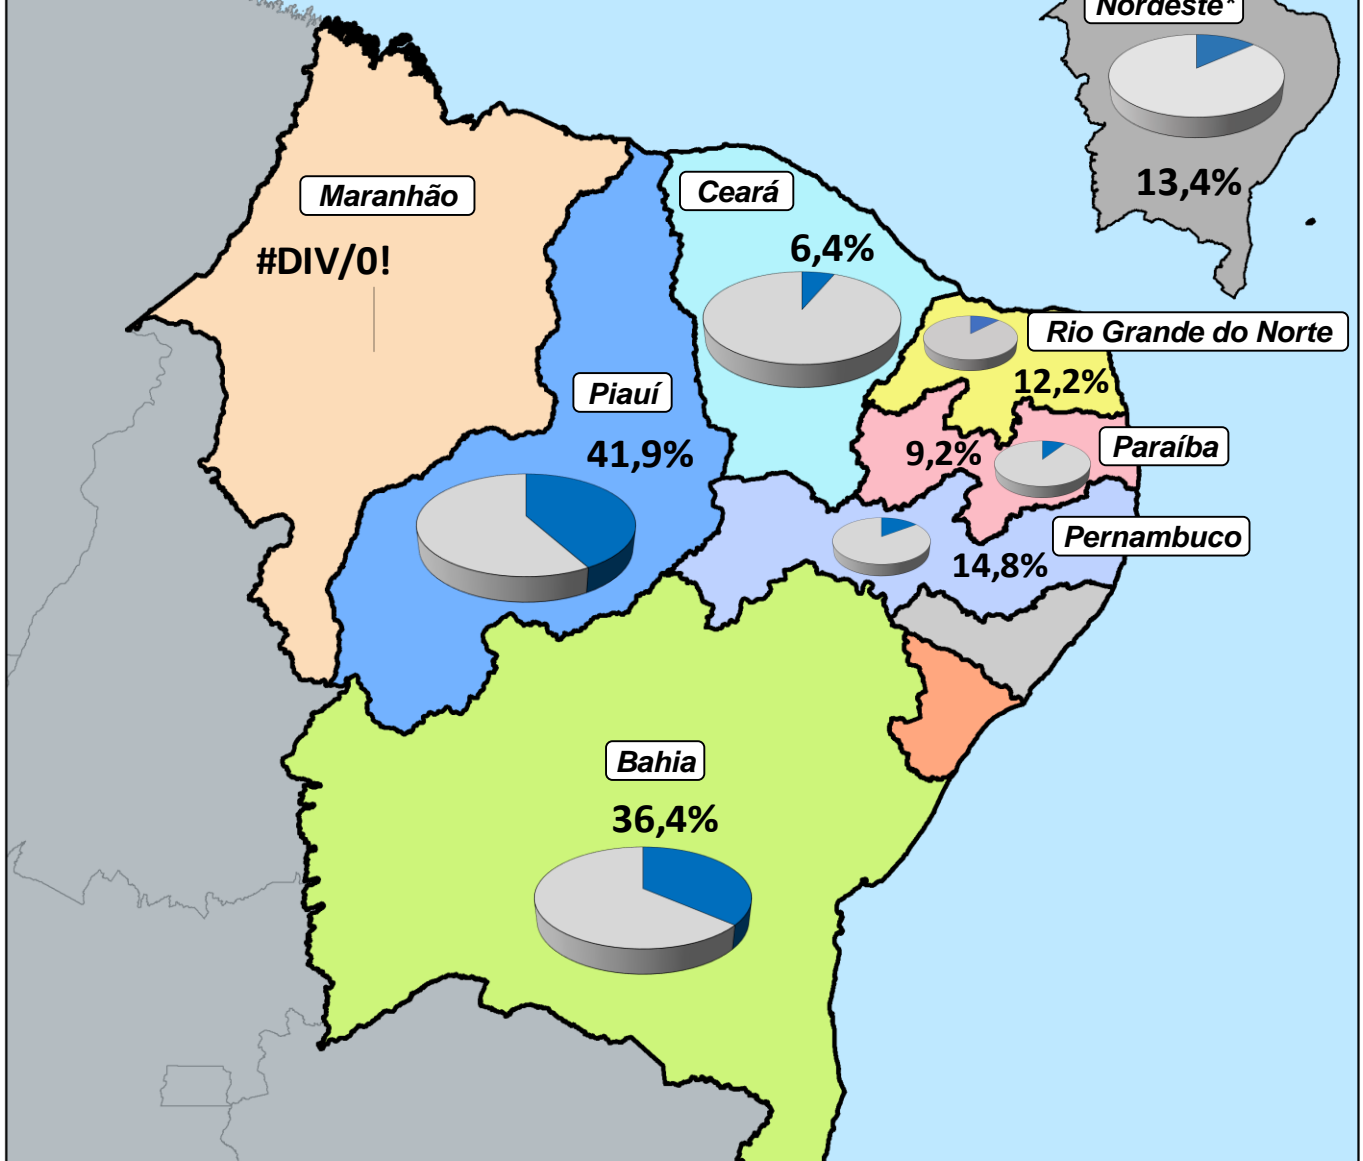 Nordeste*
13,4%
Maranhão
#DIV/0!
Ceará
6,4%
Rio Grande do Norte
12,2%
Piauí
41,9%
9,2%
Paraíba
Pernambuco
14,8%
Bahia
36,4%